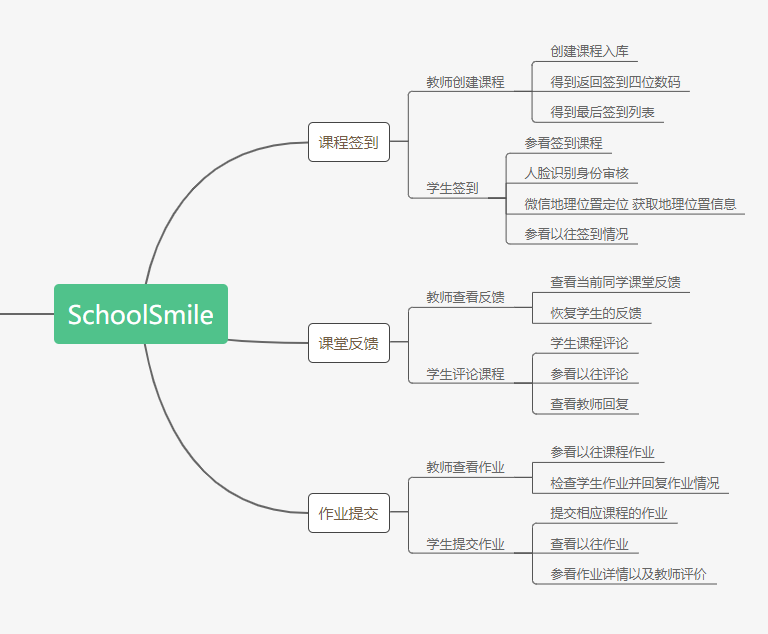 SchoolSmile
课程签到
教师创建课程
创建课程入库
得到返回签到四位数码
得到最后签到列表
学生签到
参看签到课程
人脸识别身份审核
微信地理位置定位 获取地理位置信息
参看以往签到情况
课堂反馈
教师查看反馈
查看当前同学课堂反馈
恢复学生的反馈
学生评论课程
学生课程评论
参看以往评论
查看教师回复
作业提交
教师查看作业
参看以往课程作业
检查学生作业并回复作业情况
学生提交作业
提交相应课程的作业
查看以往作业
参看作业详情以及教师评价